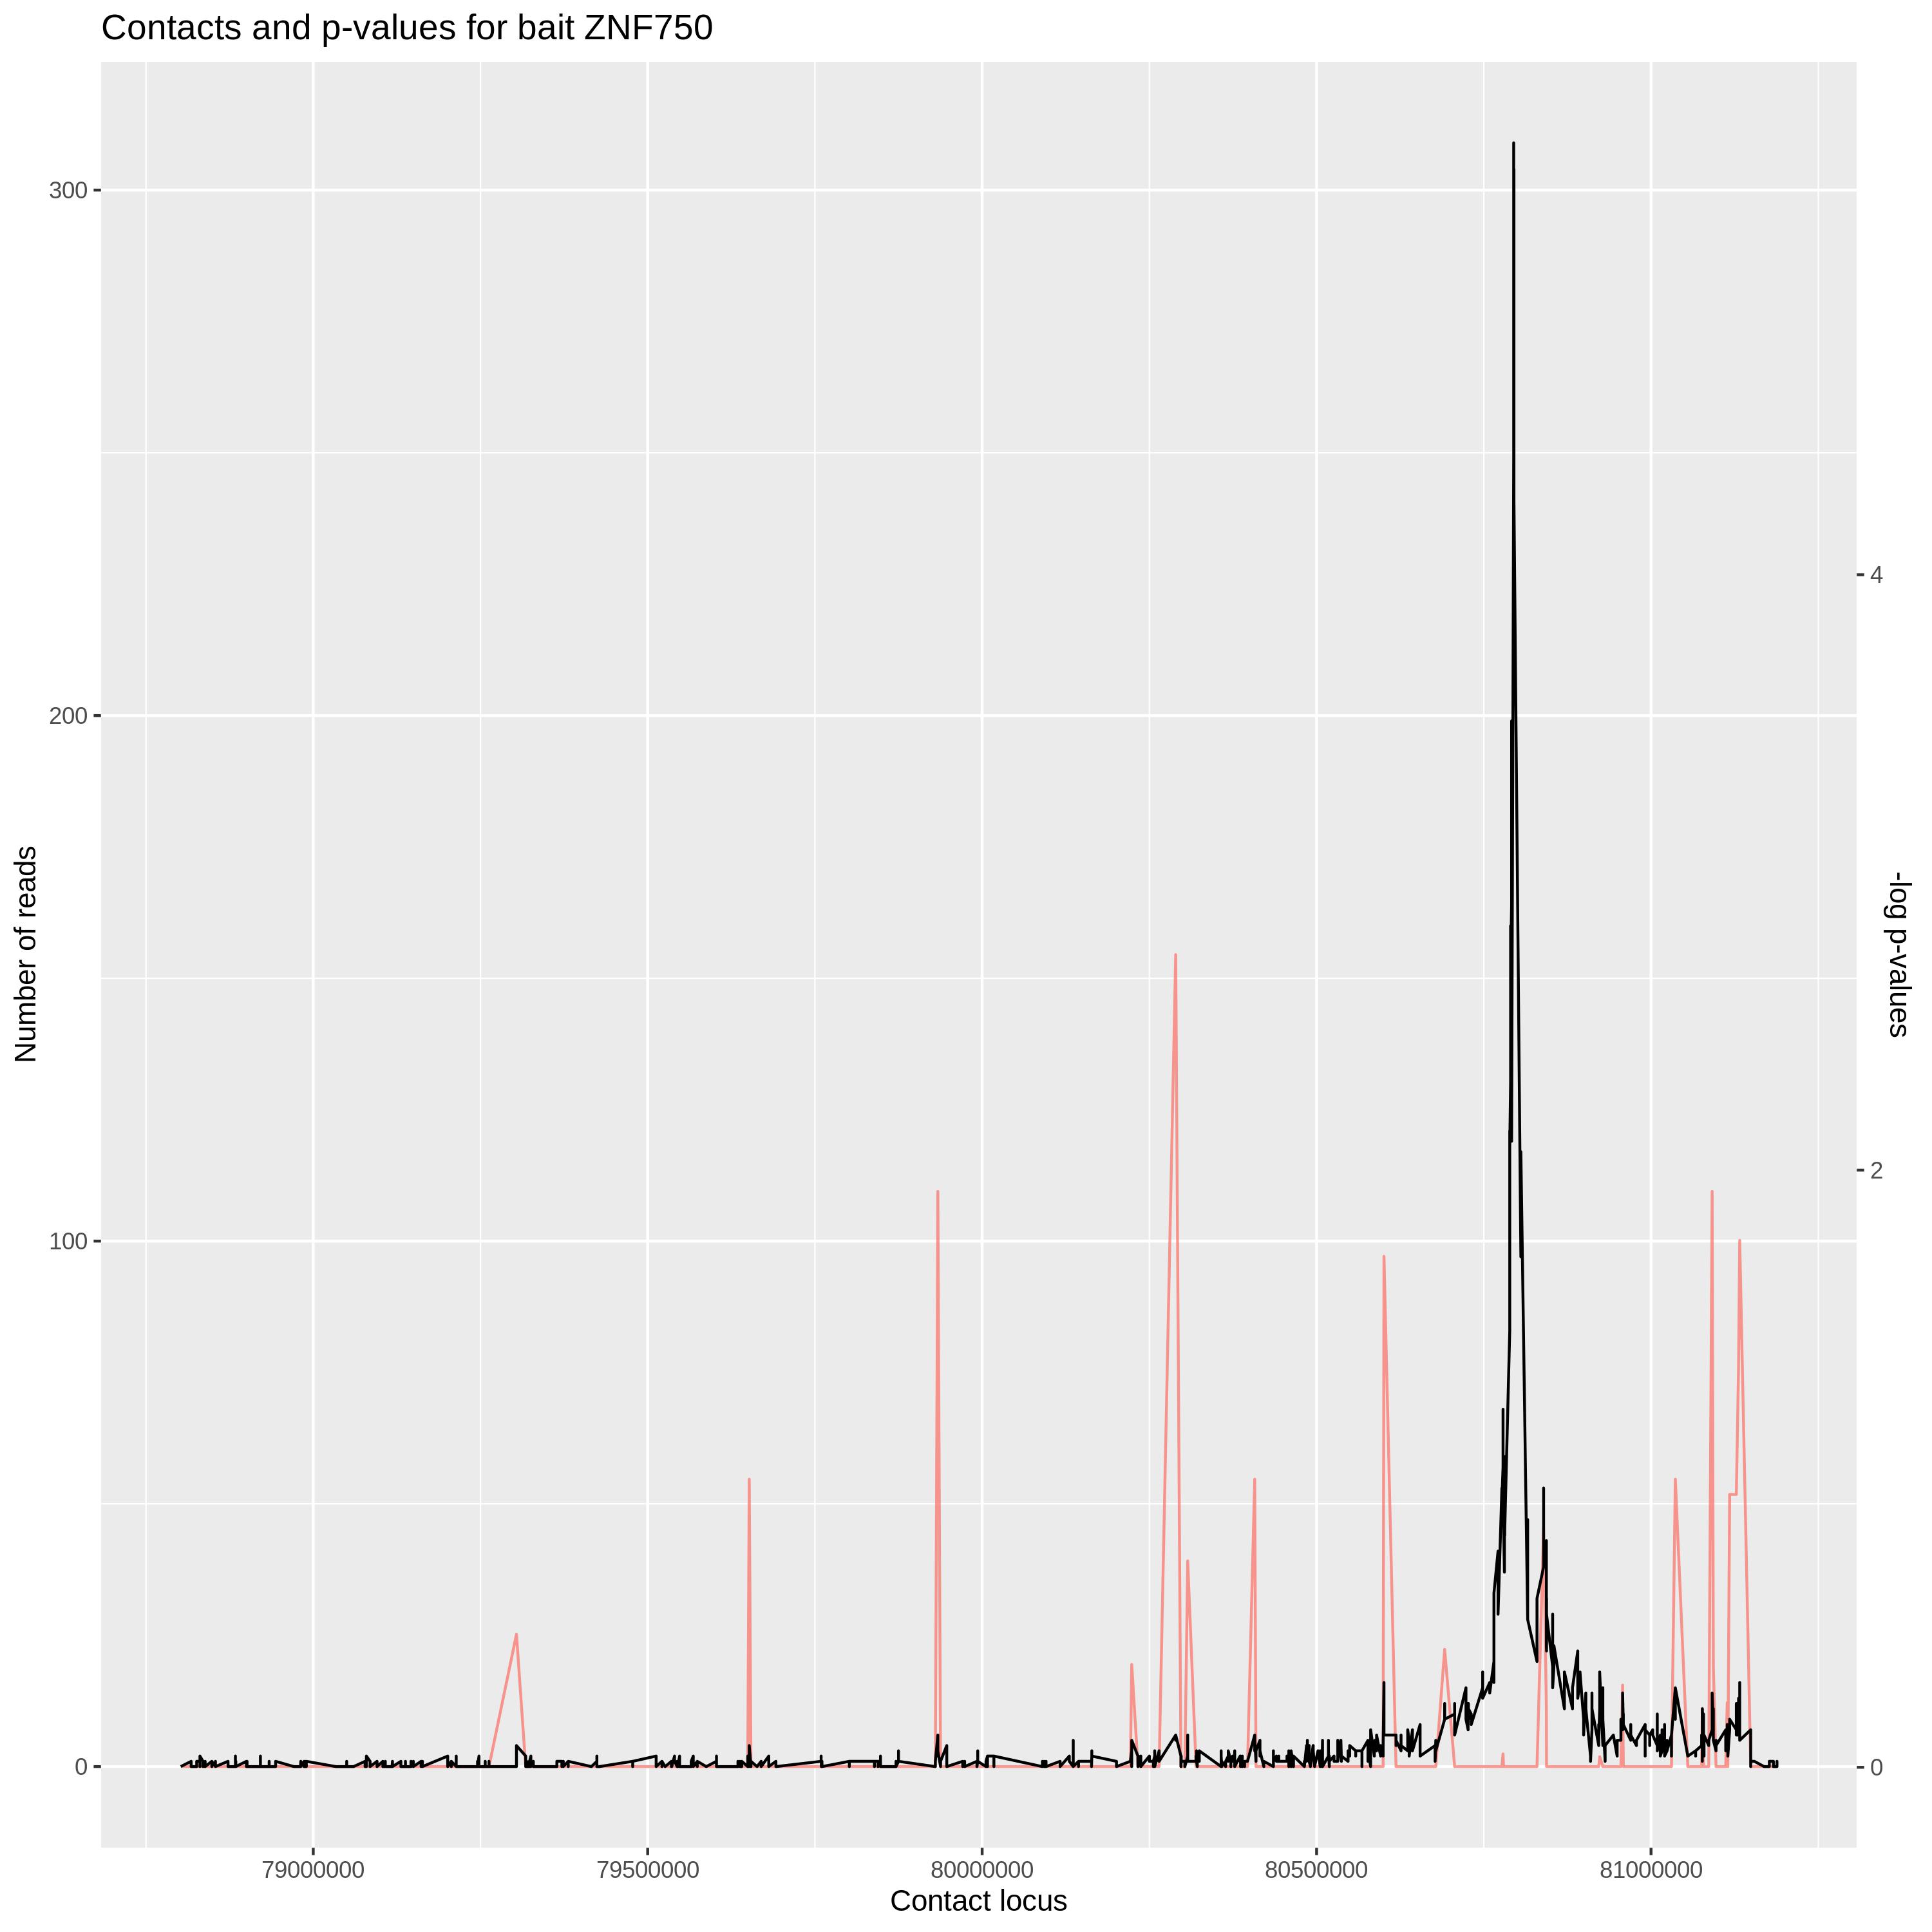 Contacts and p-values for bait ZNF750
300
200
100
0
Number of reads
4
2
0
-log p-values
79000000 79500000 80000000 80500000 81000000
Contact locus